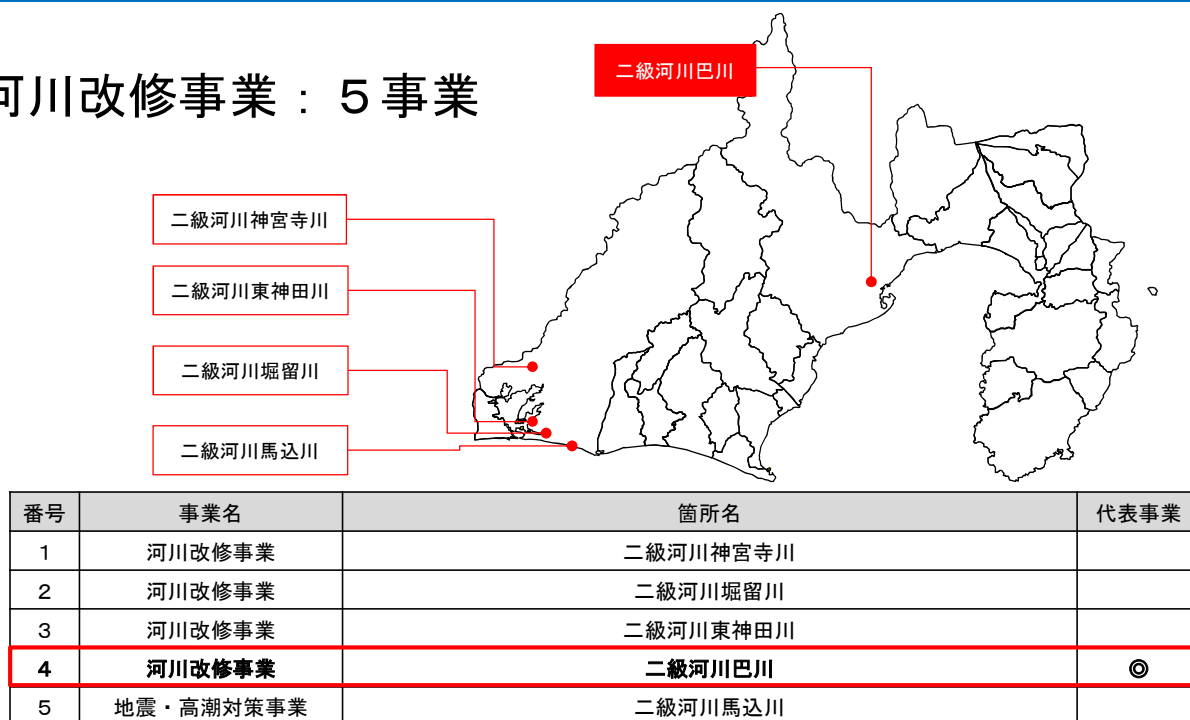 河川改修事業：５事業
二級河川巴川
二級河川神宮寺川
二級河川東神田川
二級河川堀留川
二級河川馬込川
番号 事業名 箇所名 代表事業
1 河川改修事業 二級河川神宮寺川
2 河川改修事業 二級河川堀留川
3 河川改修事業 二級河川東神田川
4 河川改修事業 二級河川巴川 ◎
5 地震・高潮対策事業 二級河川馬込川